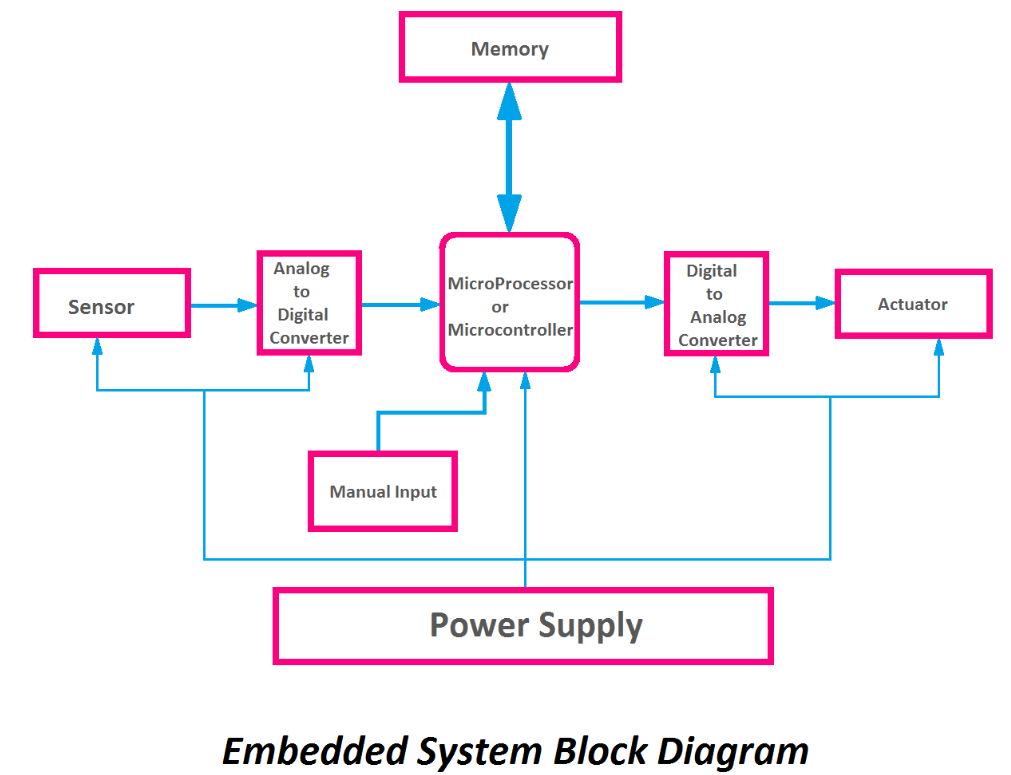 Memory
Sensor
Analog
to
Digital
Converter
MicroProcessor
or
Microcontroller
Digital
to
Analog
Converter
Actuator
Manual Input
Power Supply
Embedded System Block Diagram